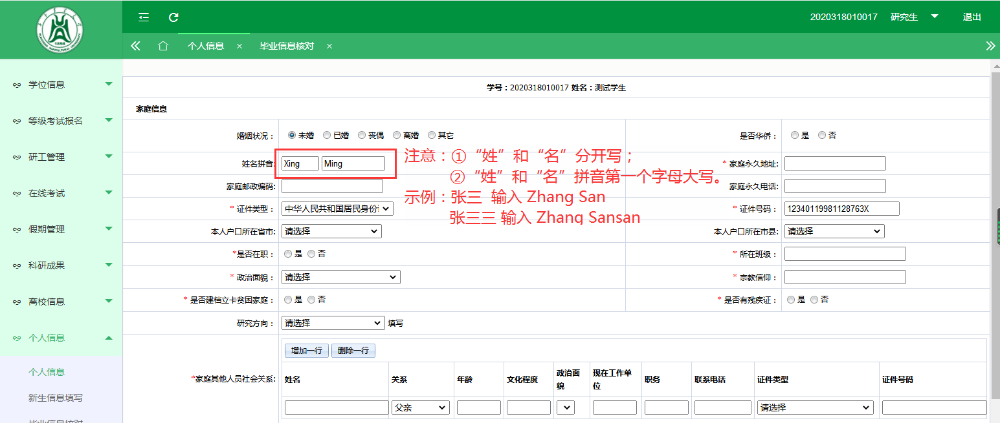 2020318010017 研究生 退出
个人信息 × 毕业信息核对 ×
1898
学位信息
等级考试报名
研工管理
在线考试
假期管理
科研成果
离校信息
个人信息
个人信息
新生信息填写
毕业信息核对
学号：2020318010017 姓名：测试学生
家庭信息
婚姻状况： 未婚 已婚 丧偶 离婚 其它 是否华侨： 是 否
姓名拼音: Xing Ming * 家庭永久地址:
注意：①“姓”和“名”分开写；
②“姓”和“名”拼音第一个字母大写。
示例：张三 输入 Zhang San
张三三 输入 Zhang Sansan
家庭邮政编码: 家庭永久电话:
* 证件类型： 中华人民共和国居民身份证 * 证件号码： 12340119981128763X
本人户口所在省市: 请选择 本人户口所在市县: 请选择
*是否在职： 是 否 * 所在班级：
* 政治面貌： 请选择 * 宗教信仰：
* 是否建档立卡贫困家庭： 是 否 * 是否有残疾证： 是 否
研究方向： 请选择 填写
*家庭其他人员社会关系:
增加一行 删除一行
姓名 关系 年龄 文化程度 政治面貌 现在工作单位 职务 联系电话 证件类型 证件号码
父亲 请选择